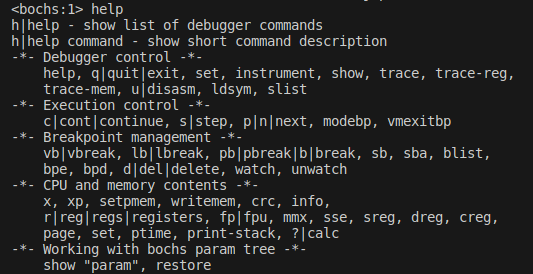 <bochs:1> help
h|help - show list of debugger commands
h|help command - show short command description
-*- Debugger control -*-
help, q|quit|exit, set, instrument, show, trace, trace-reg,
trace-mem, u|disasm, ldsym, slist
-*- Execution control -*-
c|cont|continue, s|step, p|n|next, modebp, vmexitbp
-*- Breakpoint management -*-
vb|vbreak, lb|lbreak, pb|pbreak|b|break, sb, sba, blist,
bpe, bpd, d|del|delete, watch, unwatch
-*- CPU and memory contents -*-
x, xp, setpmem, writemem, crc, info,
r|reg|regs|registers, fp|fpu, mmx, sse, sreg, dreg, creg,
page, set, ptime, print-stack, ?|calc
-*- Working with bochs param tree -*-
show "param", restore